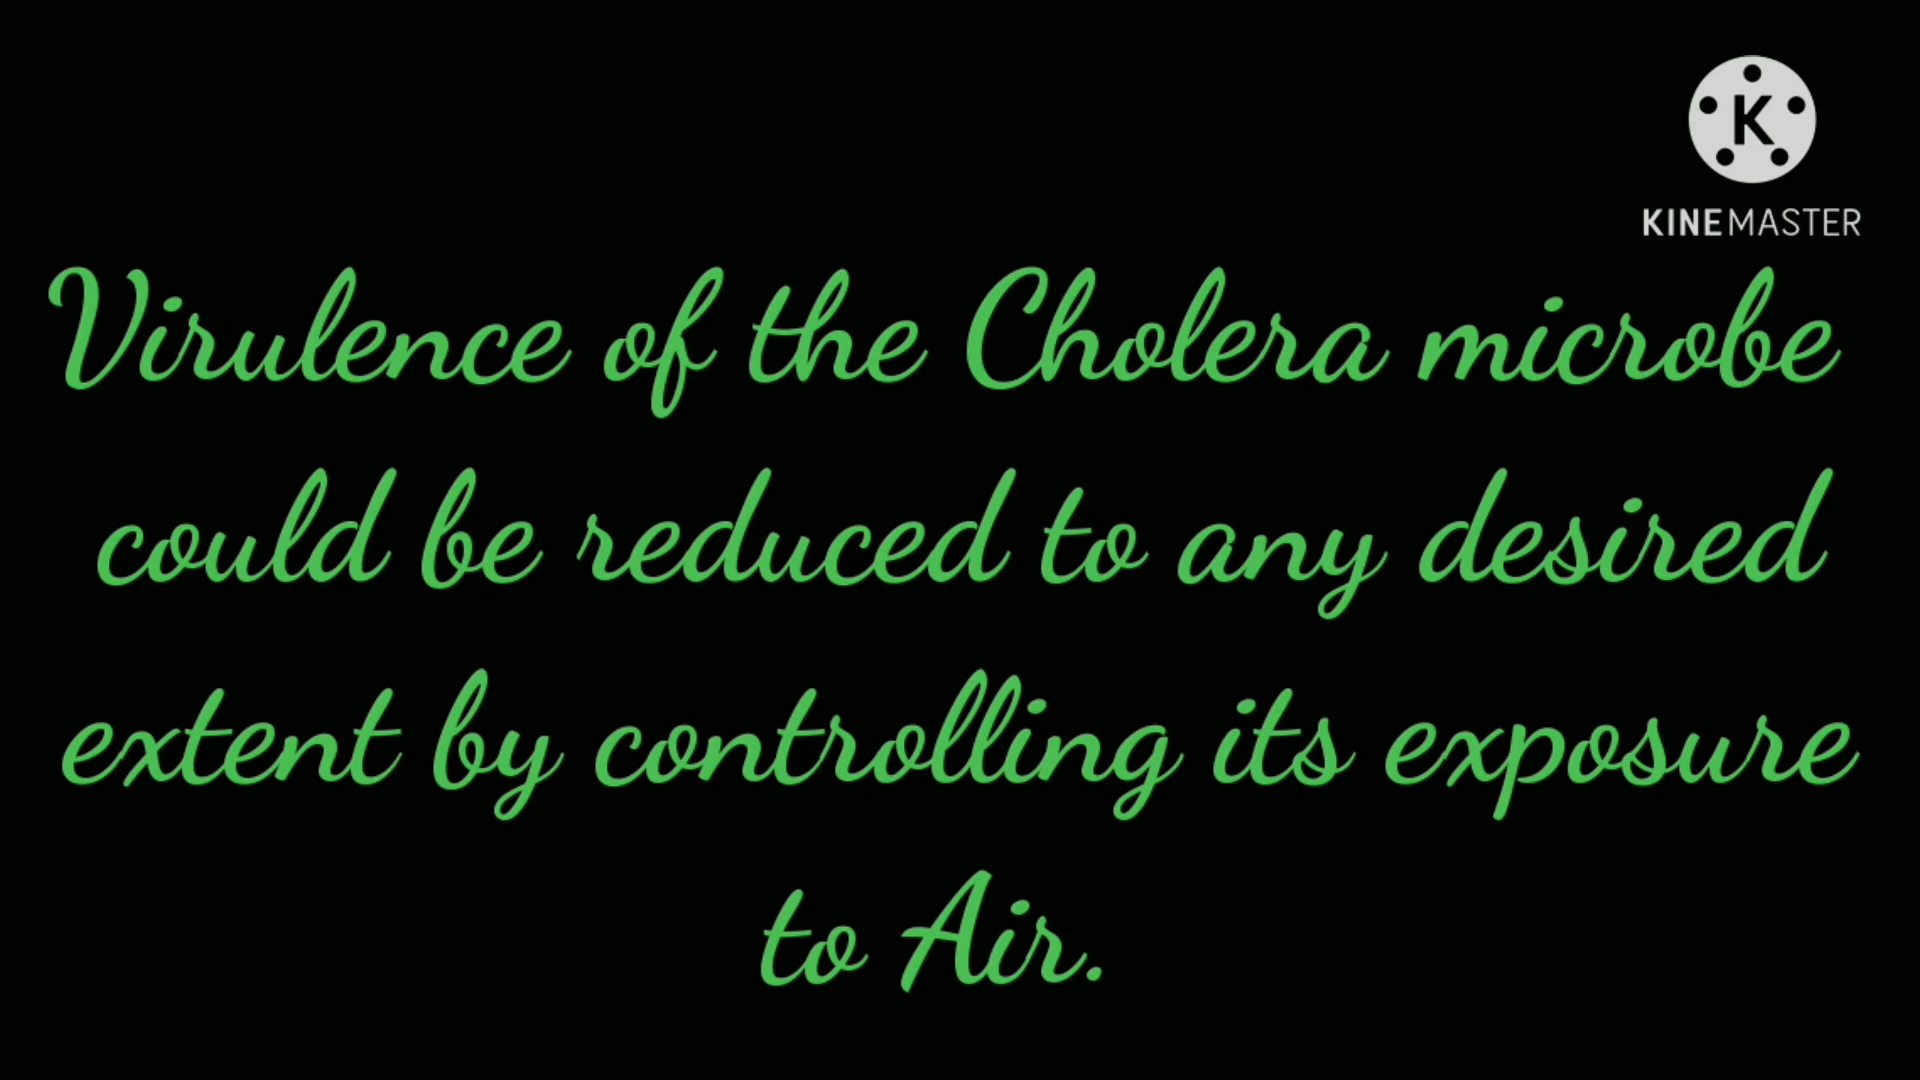 K
KINEMASTER
Virulence of the Cholera microbe
could be reduced to any desired
extent by controlling its exposure
to Air.